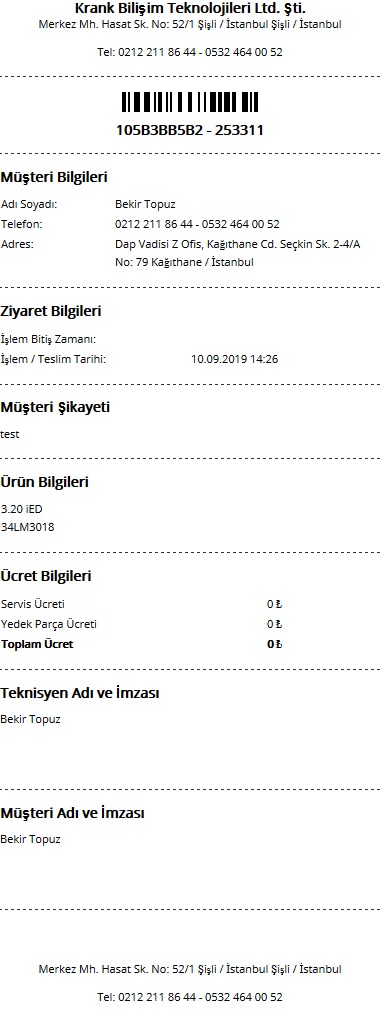 Krank Bilişim Teknolojileri Ltd. Şti.
Merkez Mh. Hasat Sk. No: 52/1 Şişli / İstanbul Şişli / İstanbul
Tel: 0212 211 86 44 - 0532 464 00 52
105B3BB5B2 - 253311
Müşteri Bilgileri
Adı Soyadı: Bekir Topuz
Telefon: 0212 211 86 44 - 0532 464 00 52
Adres: Dap Vadisi Z Ofis, Kağıthane Cd. Seçkin Sk. 2-4/A
No: 79 Kağıthane / İstanbul
Ziyaret Bilgileri
İşlem Bitiş Zamanı:
İşlem / Teslim Tarihi: 10.09.2019 14:26
Müşteri Şikayeti
test
Ürün Bilgileri
3.20 iED
34LM3018
Ücret Bilgileri
Servis Ücreti 0 ₺
Yedek Parça Ücreti 0 ₺
Toplam Ücret 0 ₺
Teknisyen Adı ve İmzası
Bekir Topuz
Müşteri Adı ve İmzası
Bekir Topuz
Merkez Mh. Hasat Sk. No: 52/1 Şişli / İstanbul Şişli / İstanbul
Tel: 0212 211 86 44 - 0532 464 00 52